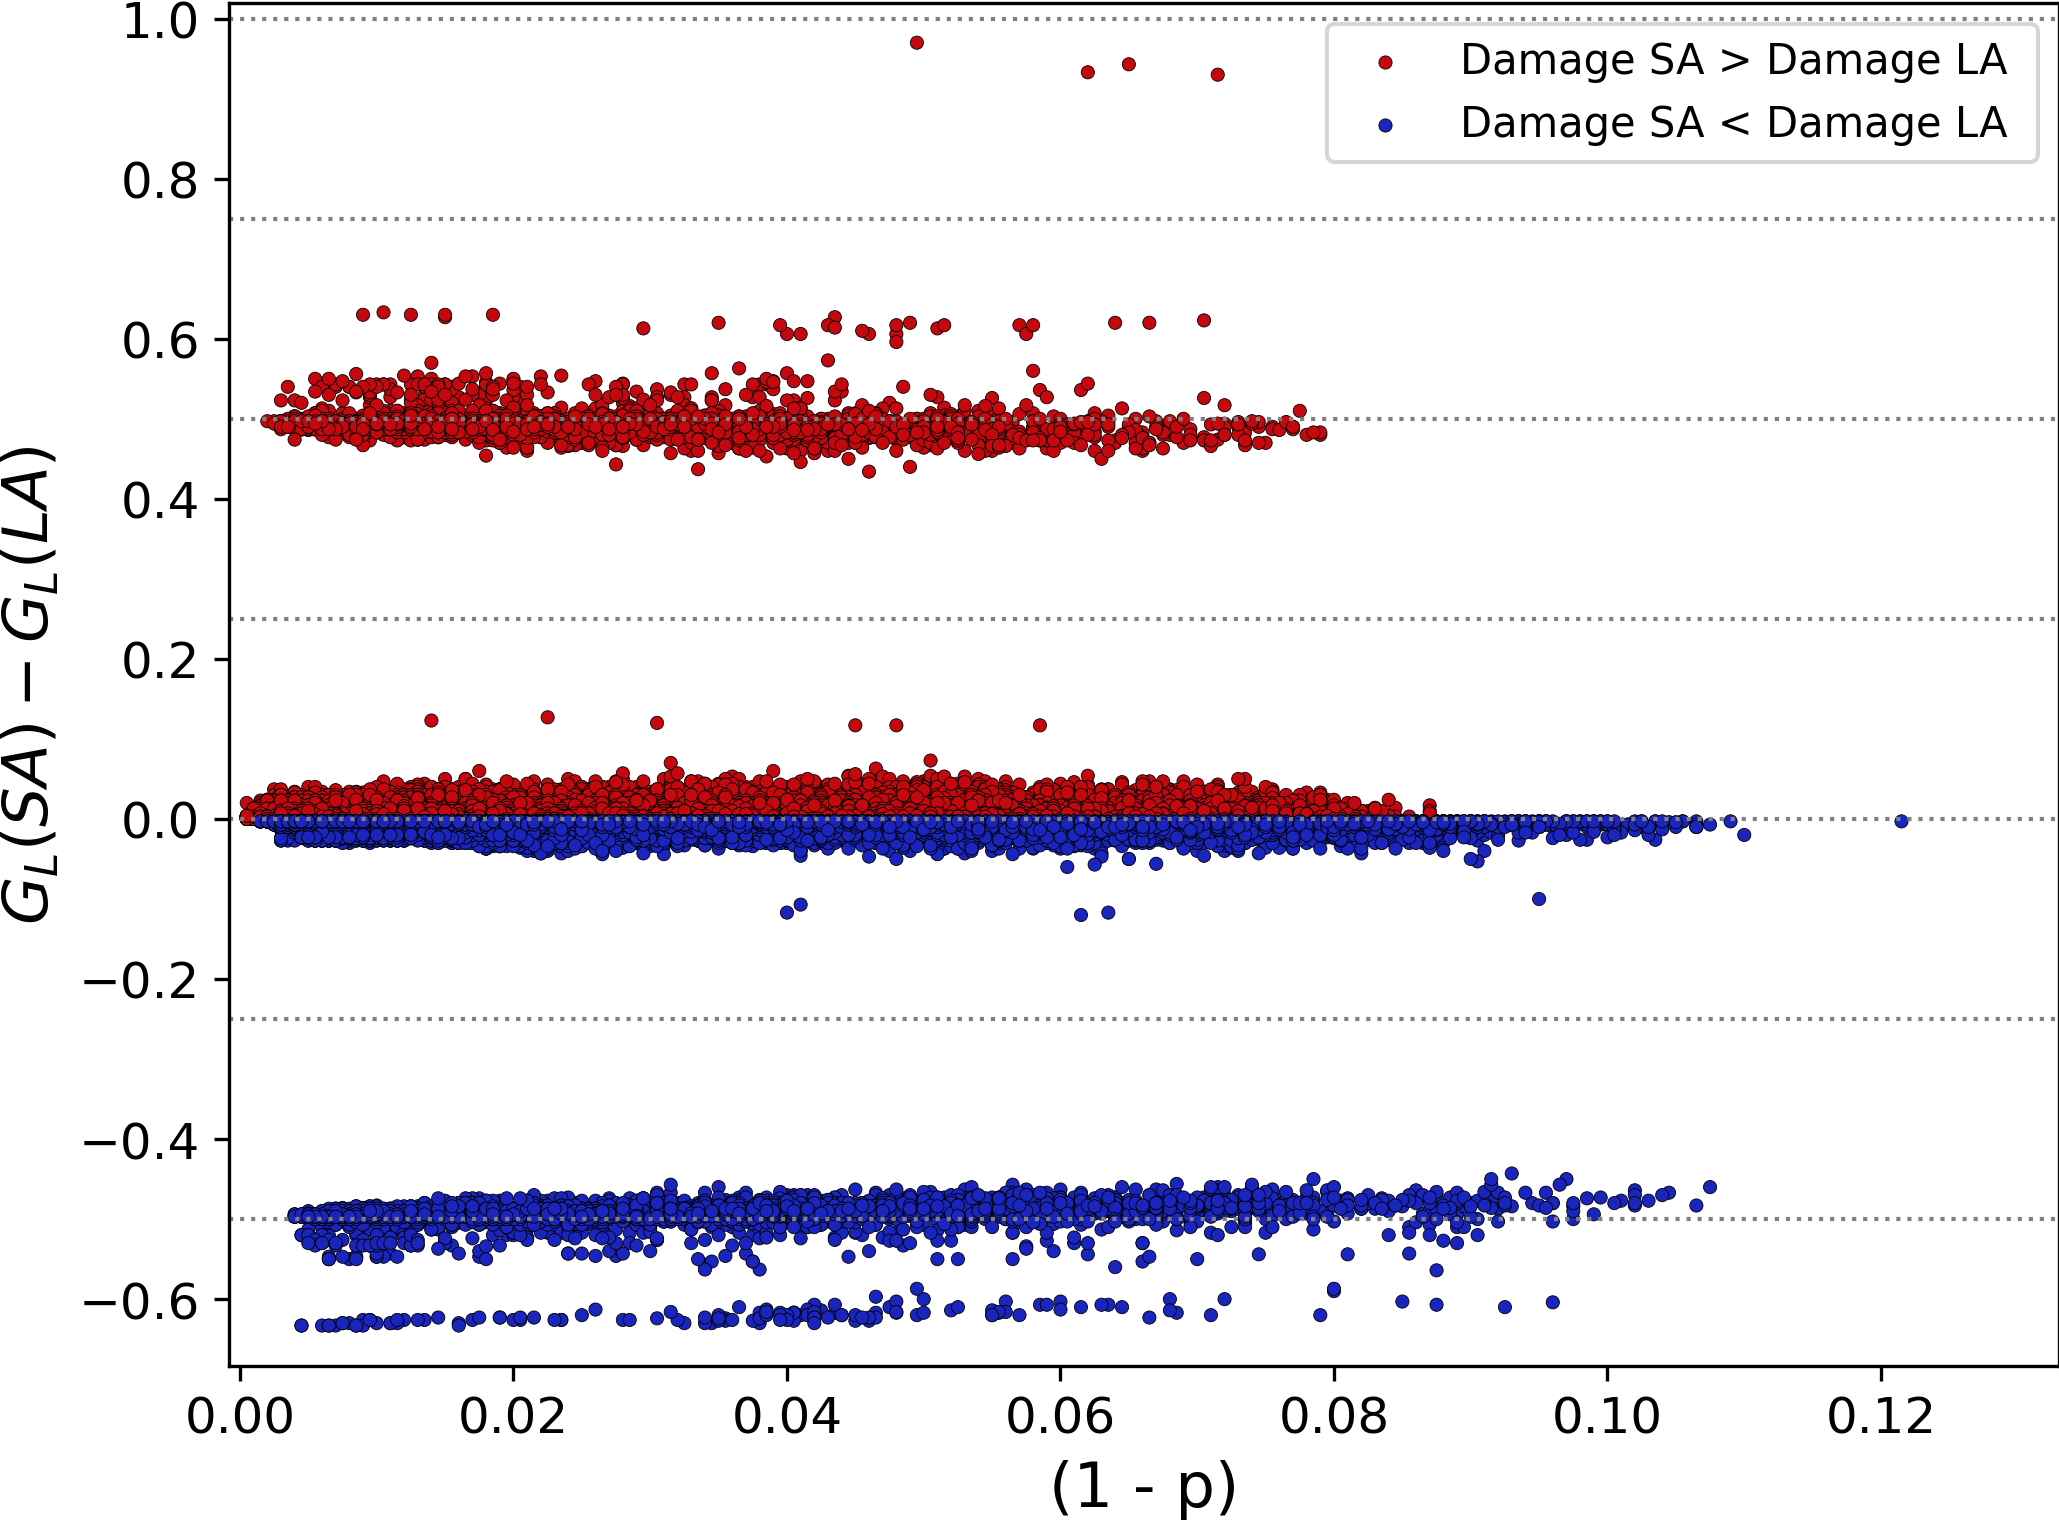 1.0
0.8
0.6
0.4
0.2
0.0
−0.2
−0.4
−0.6
G_L(SA) − G_L(LA)
Damage SA > Damage LA
Damage SA < Damage LA
0.00 0.02 0.04 0.06 0.08 0.10 0.12
(1 - p)